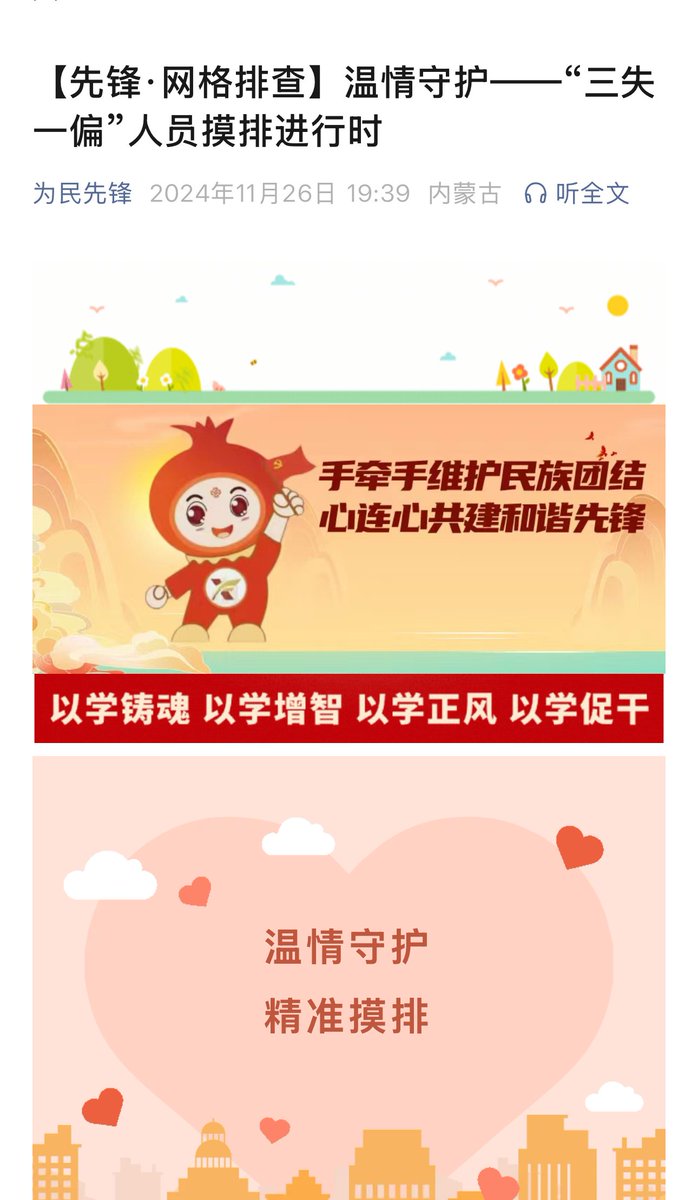 【先锋·网格排查】温情守护——“三失
一偏”人员摸排进行时
为民先锋 2024年11月26日 19:39 内蒙古 听全文
手牵手维护民族团结
心连心共建和谐先锋
以学铸魂 以学增智 以学正风 以学促干
温情守护
精准摸排